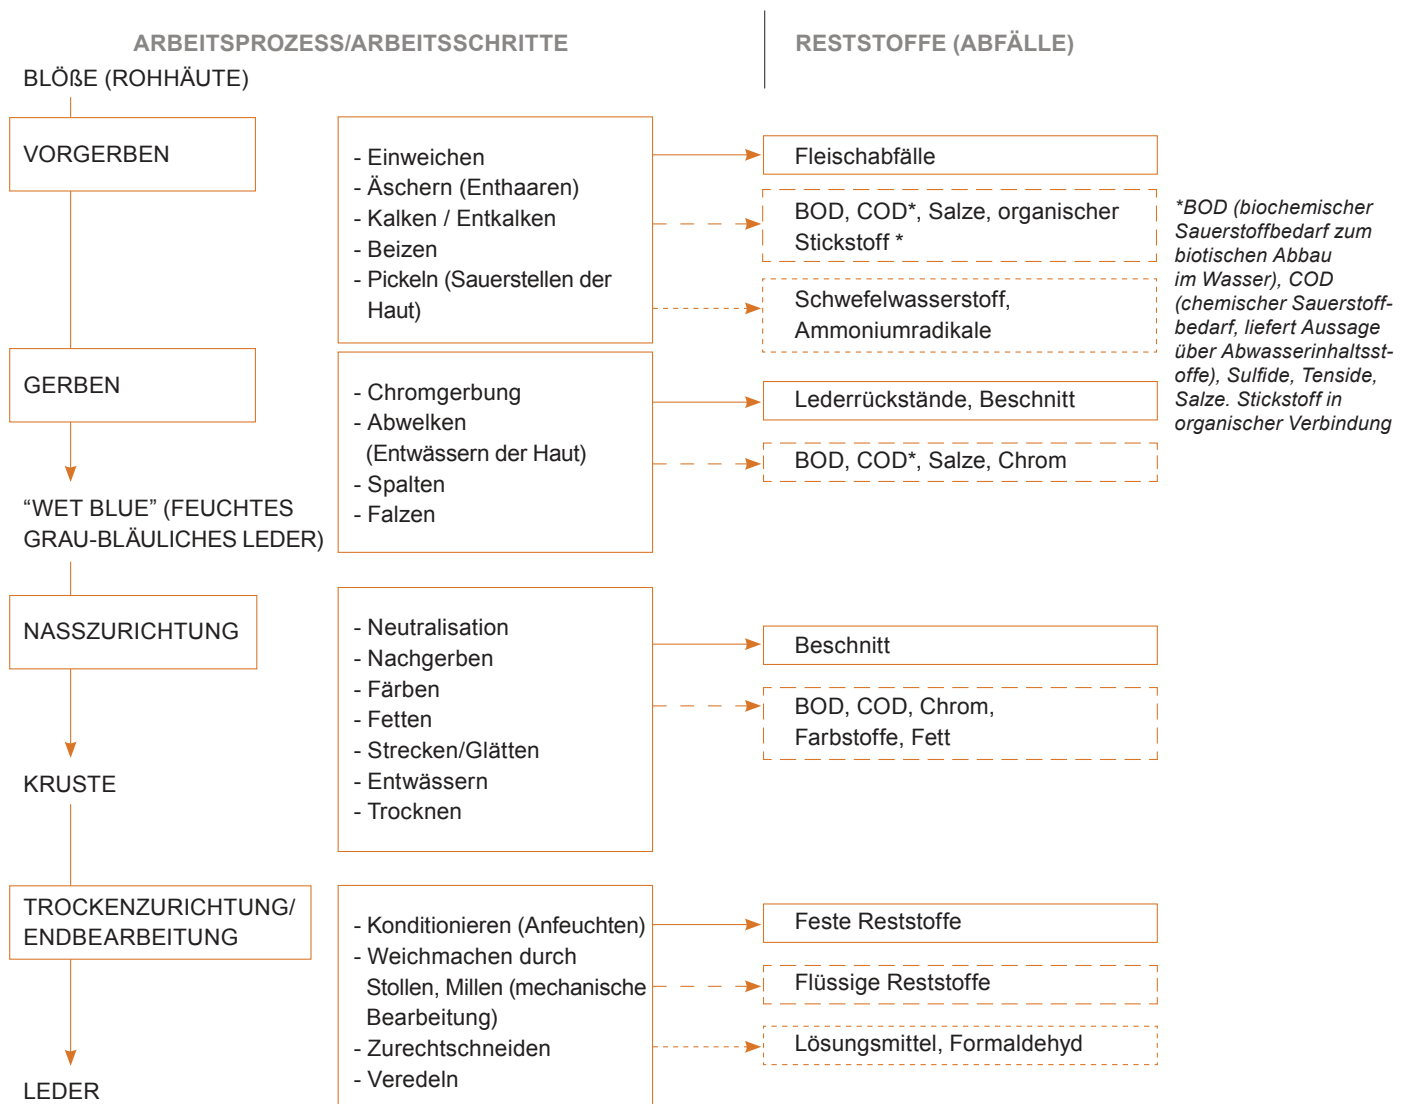 ARBEITSPROZESS/ARBEITSSCHRITTE
RESTSTOFFE (ABFÄLLE)
BLÖßE (ROHHÄUTE)
VORGERBEN
- Einweichen
- Äschern (Enthaaren)
- Kalken / Entkalken
- Beizen
- Pickeln (Sauerstellen der
Haut)
Fleischabfälle
BOD, COD*, Salze, organischer
Stickstoff *
Schwefelwasserstoff,
Ammoniumradikale
*BOD (biochemischer
Sauerstoffbedarf zum
biotischen Abbau
im Wasser), COD
(chemischer Sauerstoff-
bedarf, liefert Aussage
über Abwasserinhaltsst-
offe), Sulfide, Tenside,
Salze. Stickstoff in
organischer Verbindung
GERBEN
- Chromgerbung
- Abwelken
(Entwässern der Haut)
- Spalten
- Falzen
Lederrückstände, Beschnitt
BOD, COD*, Salze, Chrom
“WET BLUE” (FEUCHTES
GRAU-BLÄULICHES LEDER)
NASSZURICHTUNG
- Neutralisation
- Nachgerben
- Färben
- Fetten
- Strecken/Glätten
- Entwässern
- Trocknen
Beschnitt
BOD, COD, Chrom,
Farbstoffe, Fett
KRUSTE
TROCKENZURICHTUNG/
ENDBEARBEITUNG
- Konditionieren (Anfeuchten)
- Weichmachen durch
Stollen, Millen (mechanische
Bearbeitung)
- Zurechtschneiden
- Veredeln
Feste Reststoffe
Flüssige Reststoffe
Lösungsmittel, Formaldehyd
LEDER